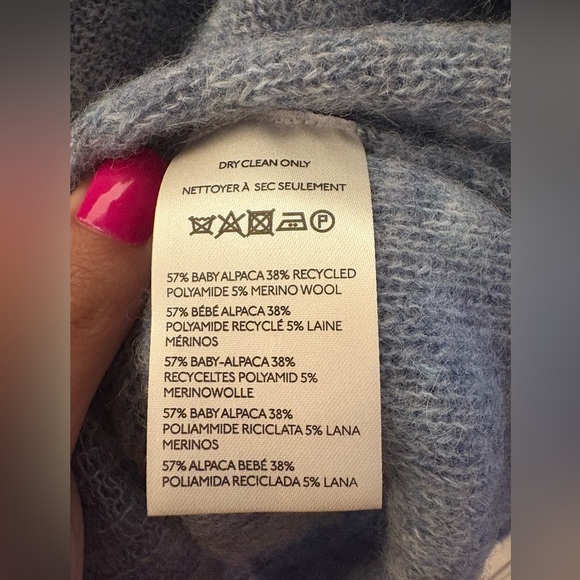 DRY CLEAN ONLY
NETTOYER À SEC SEULEMENT
P
57% BABY ALPACA 38% RECYCLED
POLYAMIDE 5% MERINO WOOL
57% BÉBÉ ALPACA 38%
POLYAMIDE RECYCLÉ 5% LAINE
MÉRINOS
57% BABY-ALPACA 38%
RECYCELTES POLYAMID 5%
MERINOWOLLE
57% BABY ALPACA 38%
POLIAMMIDE RICICLATA 5% LANA
MERINOS
57% ALPACA BEBÉ 38%
POLIAMIDA RECICLADA 5% LANA